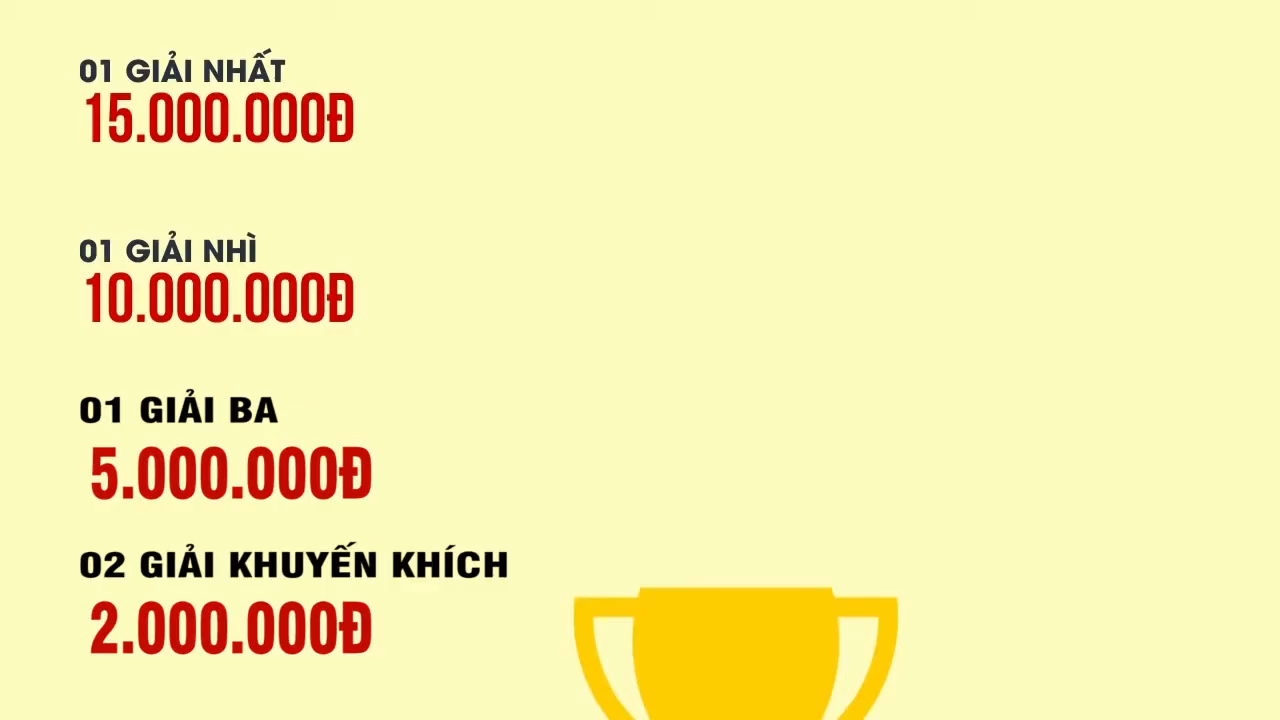 01 GIẢI NHẤT
15.000.000Đ
01 GIẢI NHÌ
10.000.000Đ
01 GIẢI BA
5.000.000Đ
02 GIẢI KHUYẾN KHÍCH
2.000.000Đ